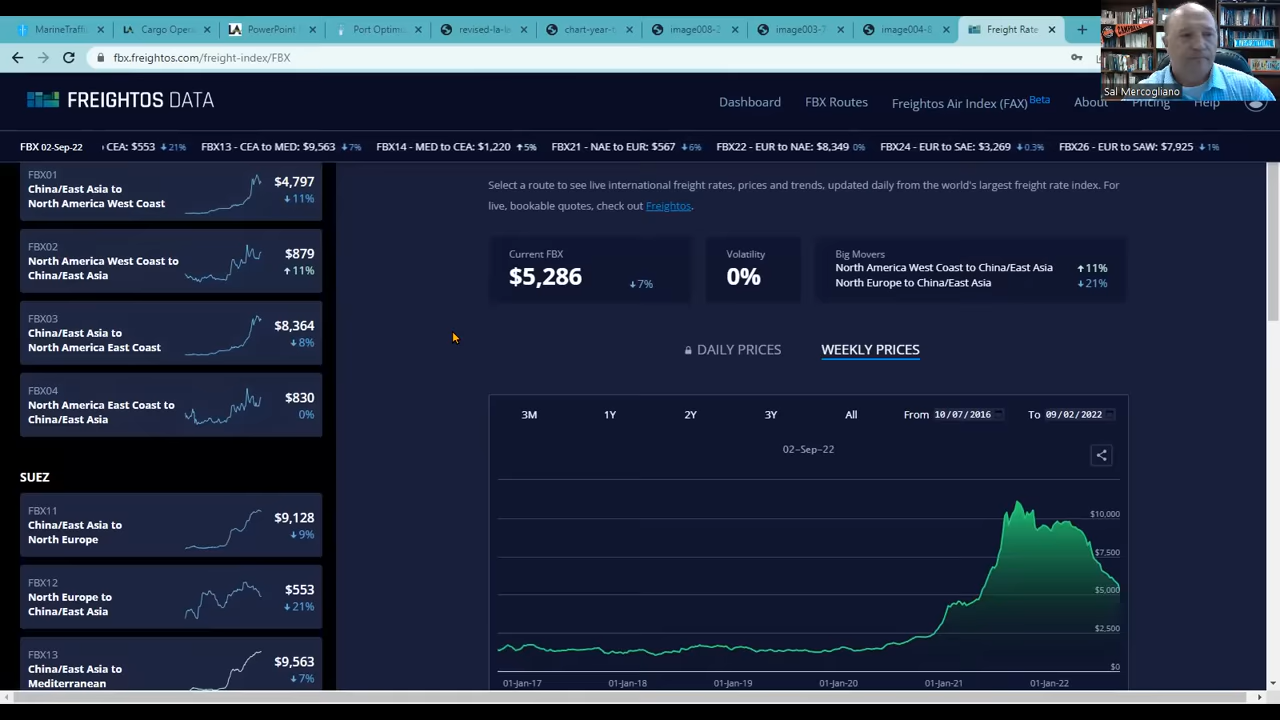 MarineTraffi
Cargo Oper
PowerPoint
Port Optimi
revised-la-la
chart-year-t
image008-2
image003-7
image004-8
Freight Rate
fbx.freightos.com/freight-index/FBX
Sal Mercogliano
FREIGHTOS DATA
Dashboard
FBX Routes
Freightos Air Index (FAX) Beta
About
Pricing
Help
FBX 02-Sep-22
CEA: $553 ↓21%
FBX13 - CEA to MED: $9,563 ↓7%
FBX14 - MED to CEA: $1,220 ↑5%
FBX21 - NAE to EUR: $567 ↓6%
FBX22 - EUR to NAE: $8,349 0%
FBX24 - EUR to SAE: $3,269 ↓0.3%
FBX26 - EUR to SAW: $7,925 ↓1%
FBX01
China/East Asia to
North America West Coast
$4,797
↓11%
FBX02
North America West Coast to
China/East Asia
$879
↑11%
FBX03
China/East Asia to
North America East Coast
$8,364
↓8%
FBX04
North America East Coast to
China/East Asia
$830
0%
SUEZ
FBX11
China/East Asia to
North Europe
$9,128
↓9%
FBX12
North Europe to
China/East Asia
$553
↓21%
FBX13
China/East Asia to
Mediterranean
$9,563
↓7%
Select a route to see live international freight rates, prices and trends, updated daily from the world's largest freight rate index. For
live, bookable quotes, check out Freightos.
Current FBX
$5,286
↓7%
Volatility
0%
Big Movers
North America West Coast to China/East Asia ↑11%
North Europe to China/East Asia ↓21%
DAILY PRICES
WEEKLY PRICES
3M
1Y
2Y
3Y
All
From 10/07/2016
To 09/02/2022
02-Sep-22
$10,000
$7,500
$5,000
$2,500
$0
01-Jan-17
01-Jan-18
01-Jan-19
01-Jan-20
01-Jan-21
01-Jan-22